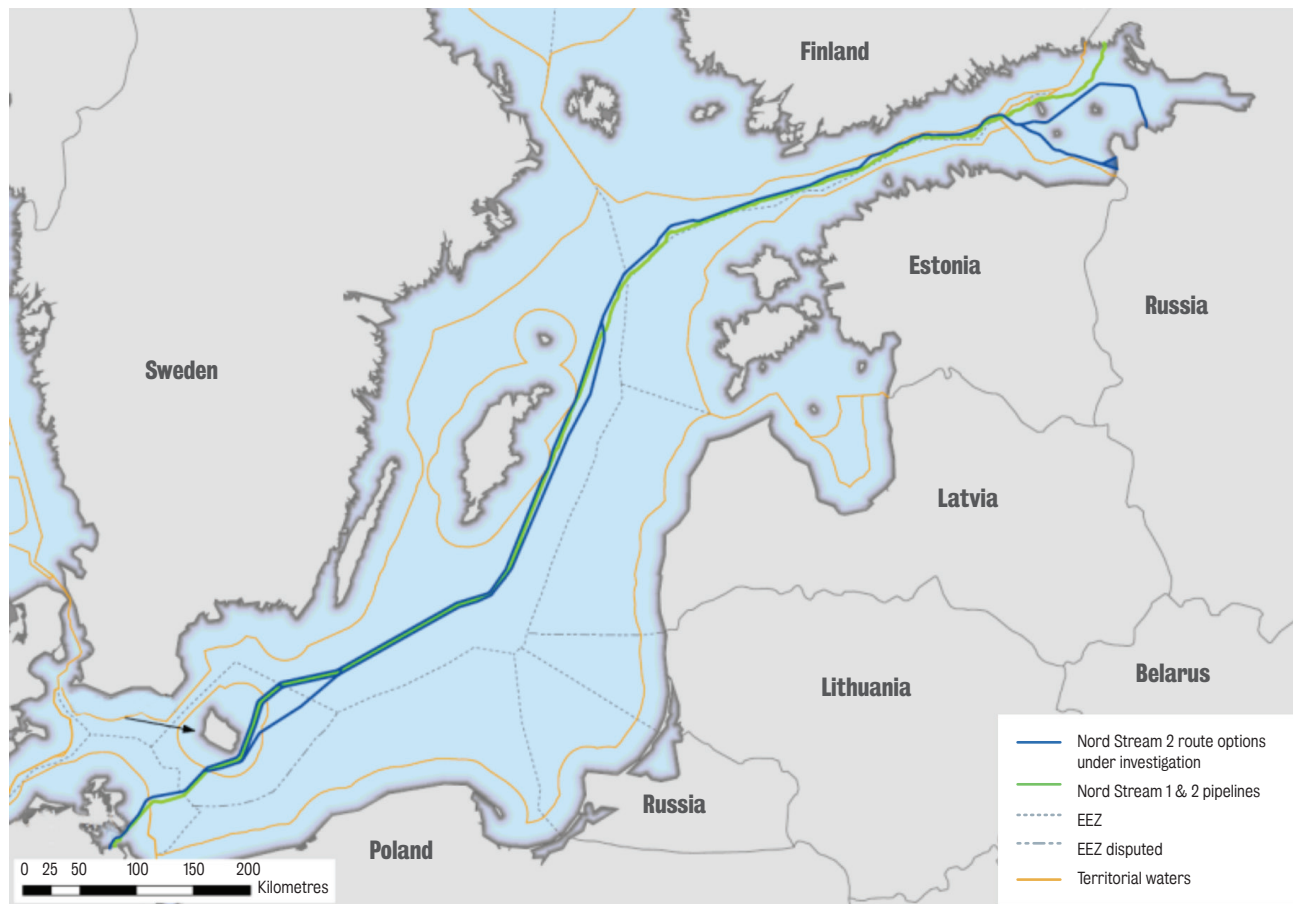 Finland
Estonia
Russia
Sweden
Latvia
Lithuania
Belarus
Russia
Poland
0 25 50 100 150 200
Kilometres
Nord Stream 2 route options
under investigation
Nord Stream 1 & 2 pipelines
EEZ
EEZ disputed
Territorial waters